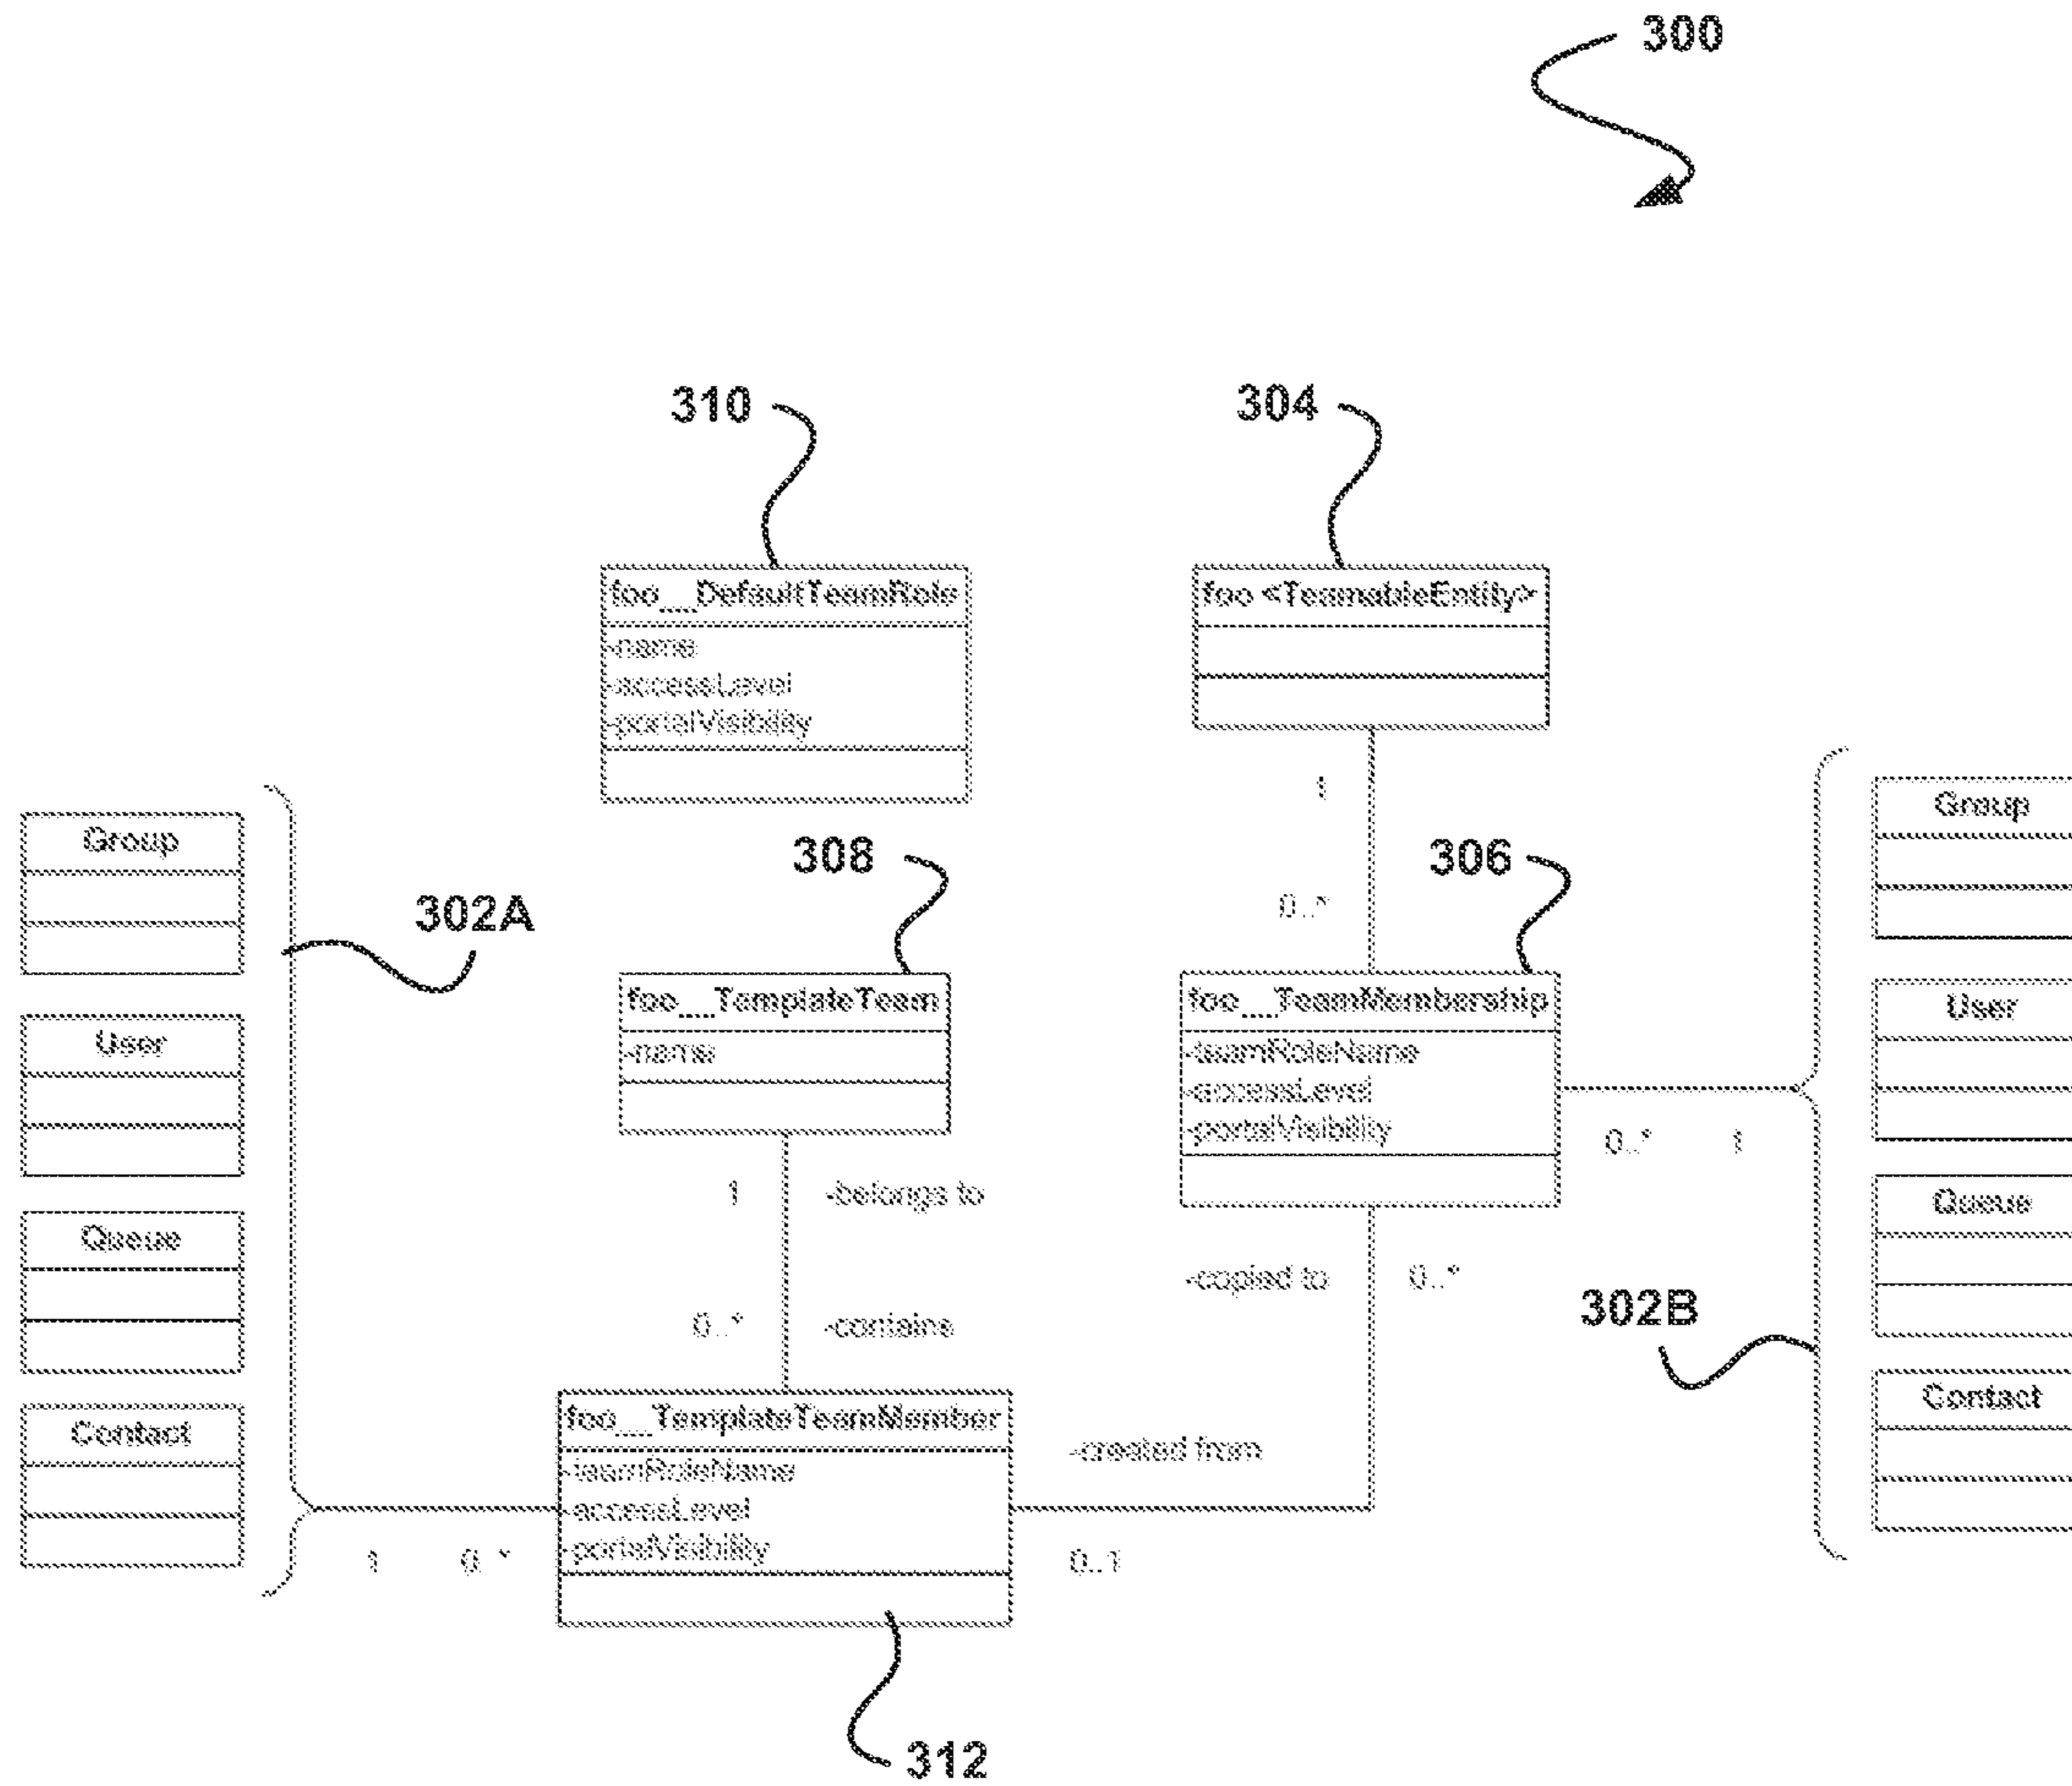 300
310
304
foo__DefaultTeamRole
-name
-accessLevel
-portalVisibility
foo <TeamableEntity>
1
0..*
Group
User
Queue
Contact
302A
308
306
foo__TemplateTeam
-name
foo__TeamMembership
-teamRoleName
-accessLevel
-portalVisibility
0..*
1
Group
User
Queue
Contact
302B
1
-belongs to
0..*
-contains
-copied to
0..*
foo__TemplateTeamMember
-teamRoleName
-accessLevel
-portalVisibility
-created from
0..1
1
0..*
312